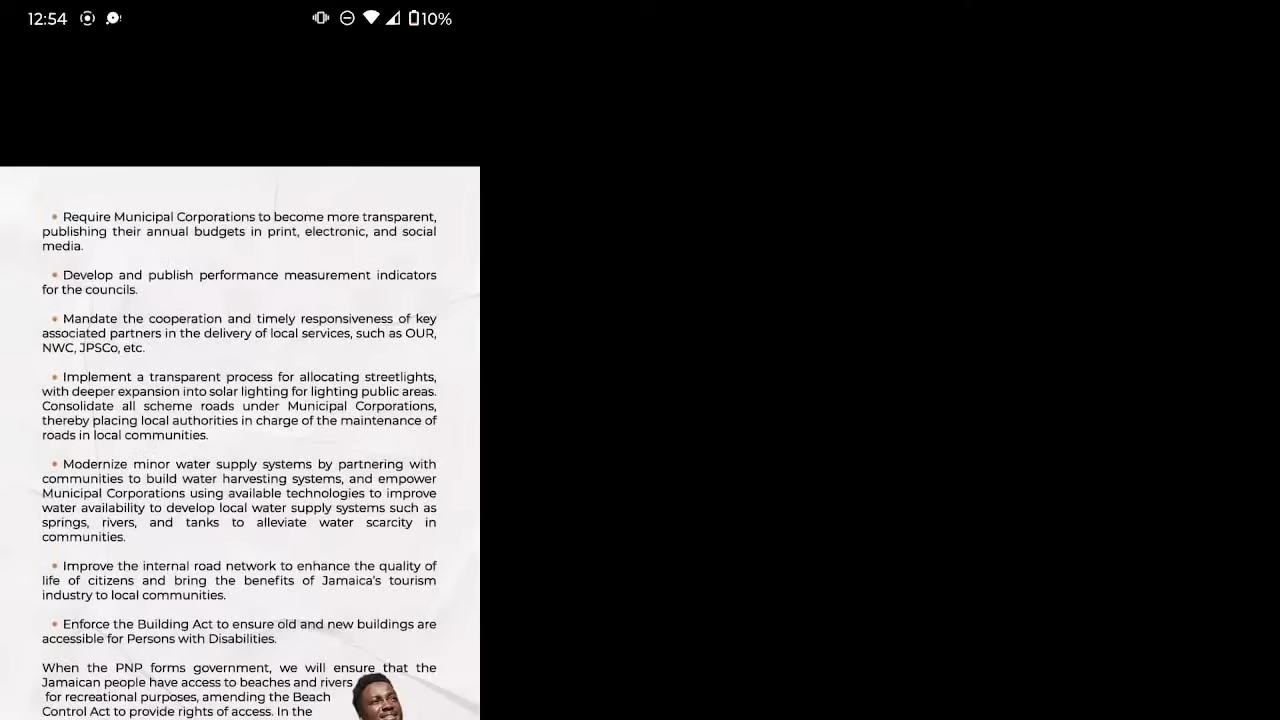 12:54 10%
• Require Municipal Corporations to become more transparent,
publishing their annual budgets in print, electronic, and social
media.
• Develop and publish performance measurement indicators
for the councils.
• Mandate the cooperation and timely responsiveness of key
associated partners in the delivery of local services, such as OUR,
NWC, JPSCo, etc.
• Implement a transparent process for allocating streetlights,
with deeper expansion into solar lighting for lighting public areas.
Consolidate all scheme roads under Municipal Corporations,
thereby placing local authorities in charge of the maintenance of
roads in local communities.
• Modernize minor water supply systems by partnering with
communities to build water harvesting systems, and empower
Municipal Corporations using available technologies to improve
water availability to develop local water supply systems such as
springs, rivers, and tanks to alleviate water scarcity in
communities.
• Improve the internal road network to enhance the quality of
life of citizens and bring the benefits of Jamaica's tourism
industry to local communities.
• Enforce the Building Act to ensure old and new buildings are
accessible for Persons with Disabilities.
When the PNP forms government, we will ensure that the
Jamaican people have access to beaches and rivers
for recreational purposes, amending the Beach
Control Act to provide rights of access. In the